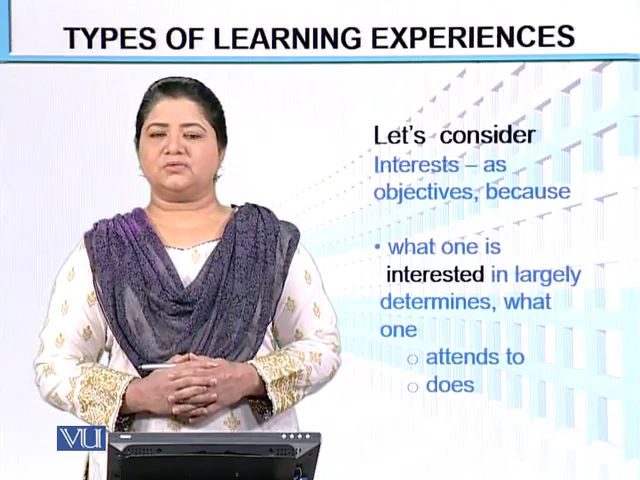 TYPES OF LEARNING EXPERIENCES
Let's consider
Interests – as
objectives, because
• what one is
interested in largely
determines, what
one
○ attends to
○ does
VU